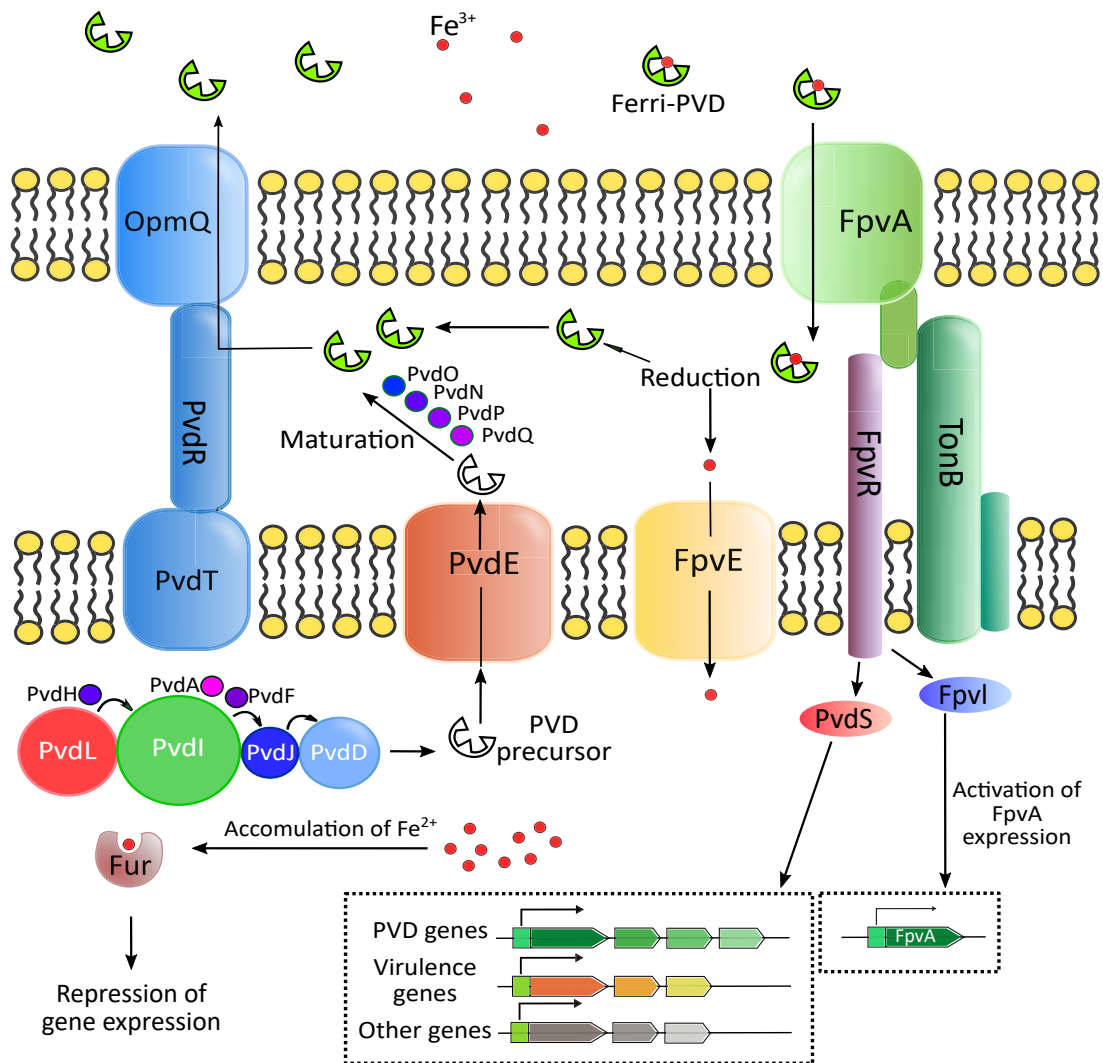 Fe³⁺
Ferri-PVD
OpmQ
FpvA
PvdO
PvdN
PvdP
PvdQ
Reduction
Maturation
PvdR
FpvR
TonB
PvdT
PvdE
FpvE
PvdH
PvdA
PvdF
PvdL
PvdI
PvdJ
PvdD
PVD
precursor
PvdS
FpvI
Activation of
FpvA
expression
Accomulation of Fe²⁺
Fur
Repression of
gene expression
PVD genes
Virulence
genes
Other genes
FpvA